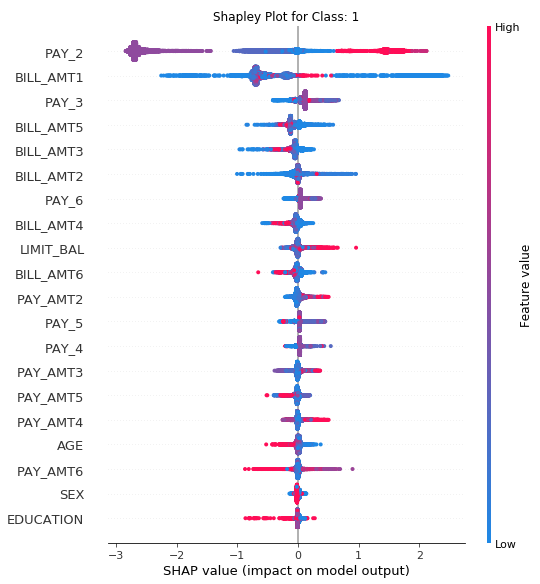 Shapley Plot for Class: 1
High
PAY_2
BILL_AMT1
PAY_3
BILL_AMT5
BILL_AMT3
BILL_AMT2
PAY_6
BILL_AMT4
LIMIT_BAL
BILL_AMT6
PAY_AMT2
PAY_5
PAY_4
PAY_AMT3
PAY_AMT5
PAY_AMT4
AGE
PAY_AMT6
SEX
EDUCATION
Feature value
Low
−3 −2 −1 0 1 2
SHAP value (impact on model output)